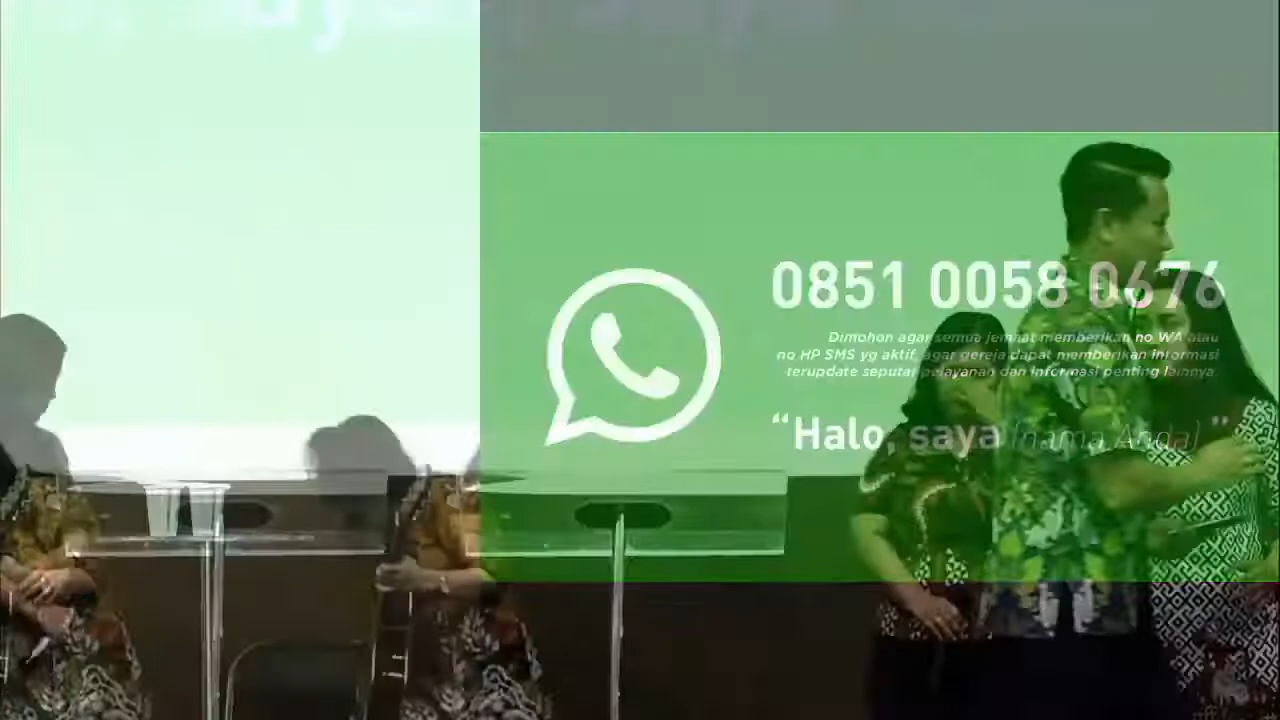 0851 0058 0676
Dimohon agar semua jemaat memberikan no WA atau
no HP SMS yg aktif, agar gereja dapat memberikan informasi
terupdate seputar pelayanan dan informasi penting lainnya.
“Halo, saya [nama Anda] ”